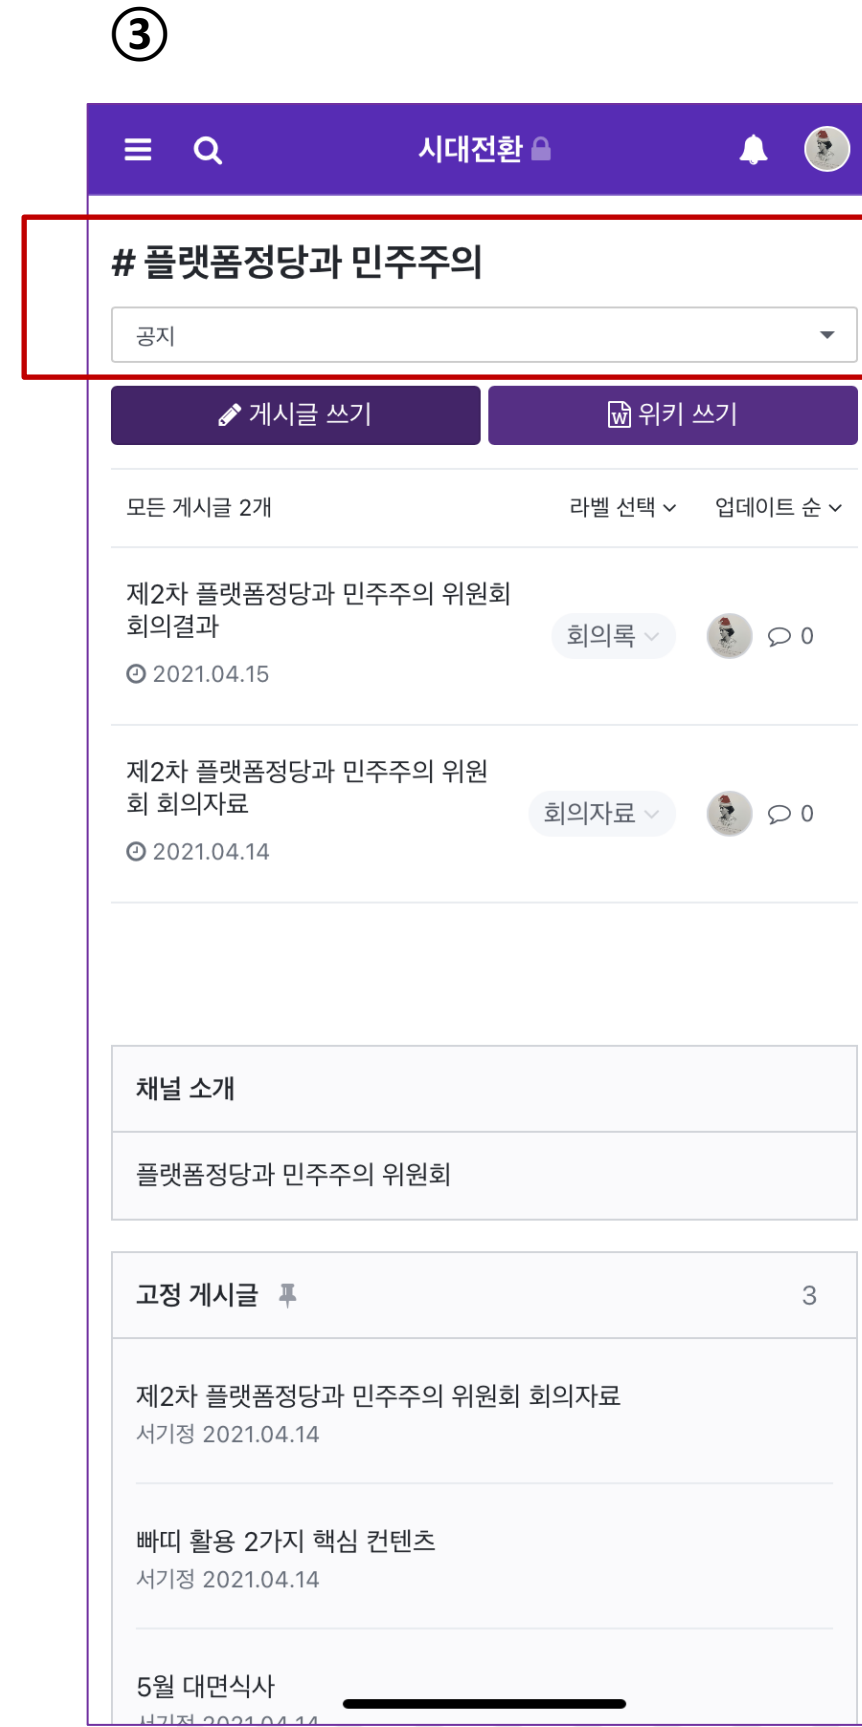 ③
시대전환
# 플랫폼정당과 민주주의
공지
게시글 쓰기
위키 쓰기
모든 게시글 2개
라벨 선택
업데이트 순
제2차 플랫폼정당과 민주주의 위원회
회의결과
2021.04.15
회의록
0
제2차 플랫폼정당과 민주주의 위원
회 회의자료
2021.04.14
회의자료
0
채널 소개
플랫폼정당과 민주주의 위원회
고정 게시글
3
제2차 플랫폼정당과 민주주의 위원회 회의자료
서기정 2021.04.14
빠띠 활용 2가지 핵심 컨텐츠
서기정 2021.04.14
5월 대면식사
서기정 2021.04.14